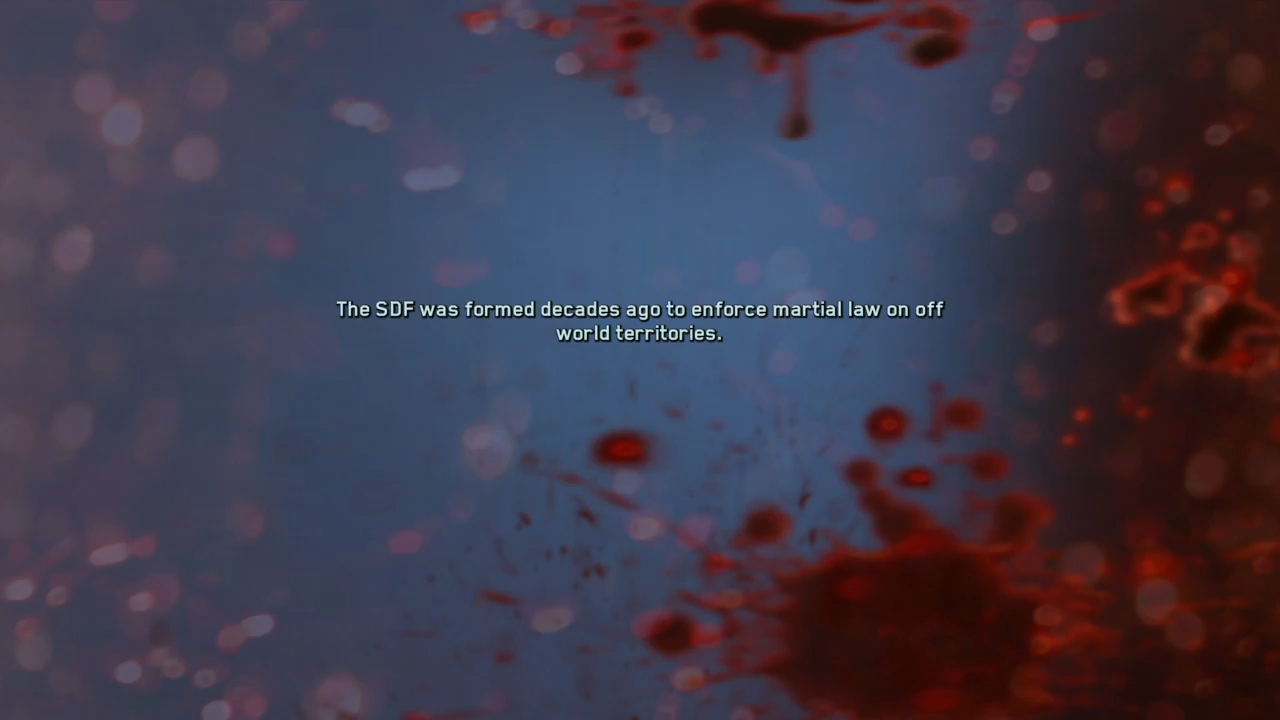 The SDF was formed decades ago to enforce martial law on off
world territories.